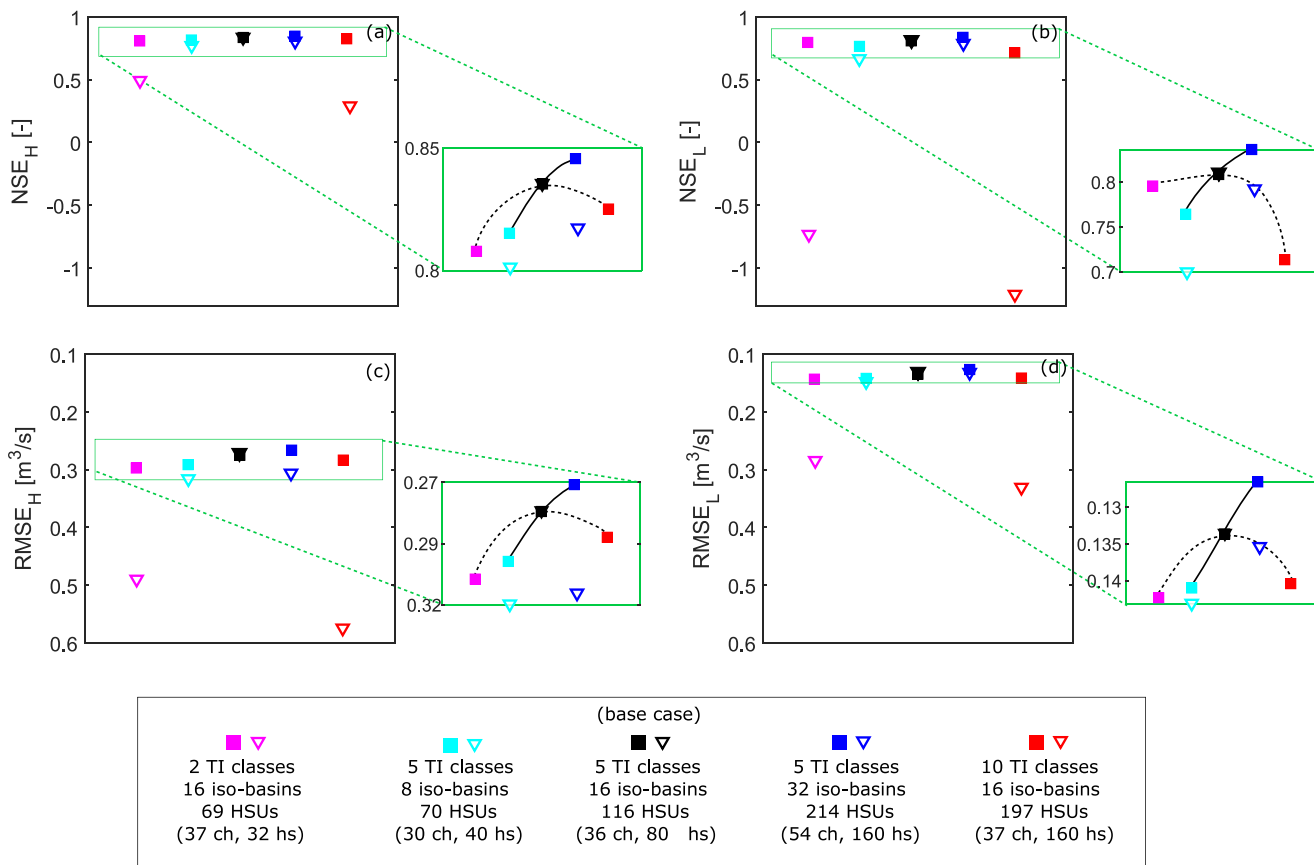 1
0.5
0
-0.5
-1
NSE_H [-]
(a)
0.85
0.8
1
0.5
0
-0.5
-1
NSE_L [-]
(b)
0.8
0.75
0.7
0.1
0.2
0.3
0.4
0.5
0.6
RMSE_H [m^3/s]
(c)
0.27
0.29
0.32
0.1
0.2
0.3
0.4
0.5
0.6
RMSE_L [m^3/s]
(d)
0.13
0.135
0.14
(base case)
2 TI classes
16 iso-basins
69 HSUs
(37 ch, 32 hs)
5 TI classes
8 iso-basins
70 HSUs
(30 ch, 40 hs)
5 TI classes
16 iso-basins
116 HSUs
(36 ch, 80 hs)
5 TI classes
32 iso-basins
214 HSUs
(54 ch, 160 hs)
10 TI classes
16 iso-basins
197 HSUs
(37 ch, 160 hs)